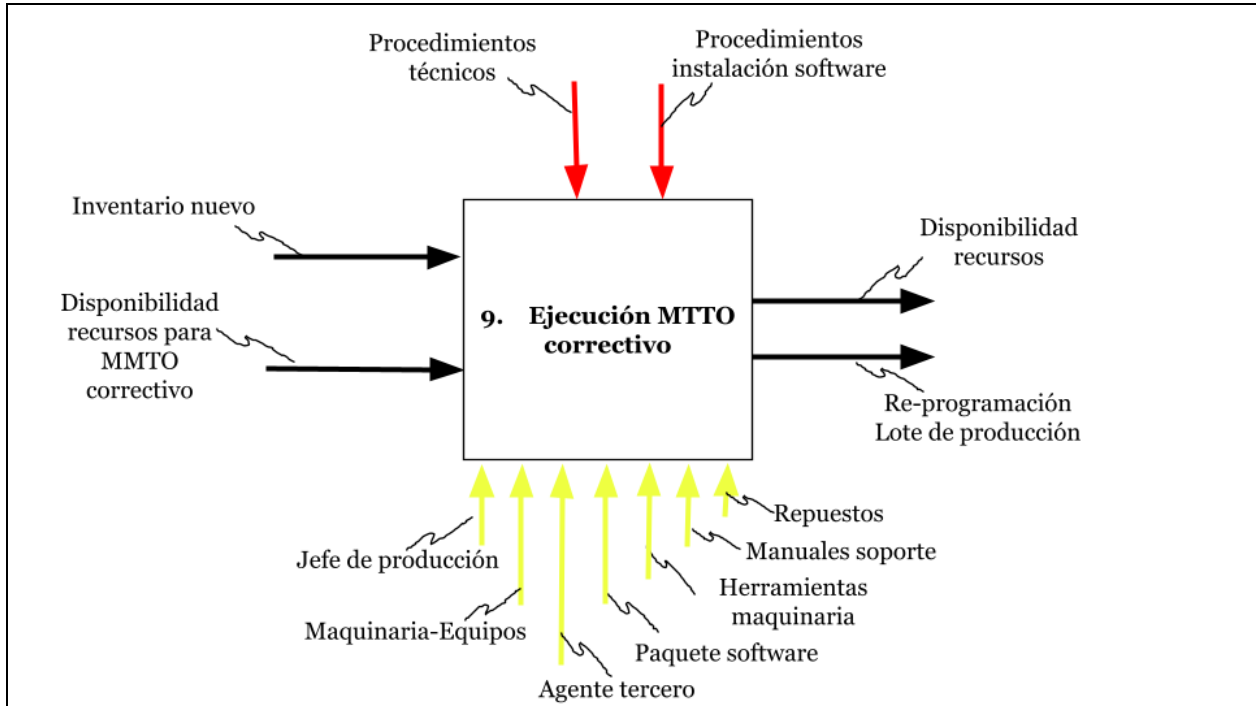 Procedimientos
técnicos
Procedimientos
instalación software
Inventario nuevo
Disponibilidad
recursos para
MMTO
correctivo
9. Ejecución MTTO
correctivo
Disponibilidad
recursos
Re-programación
Lote de producción
Repuestos
Manuales soporte
Jefe de producción
Herramientas
maquinaria
Maquinaria-Equipos
Paquete software
Agente tercero